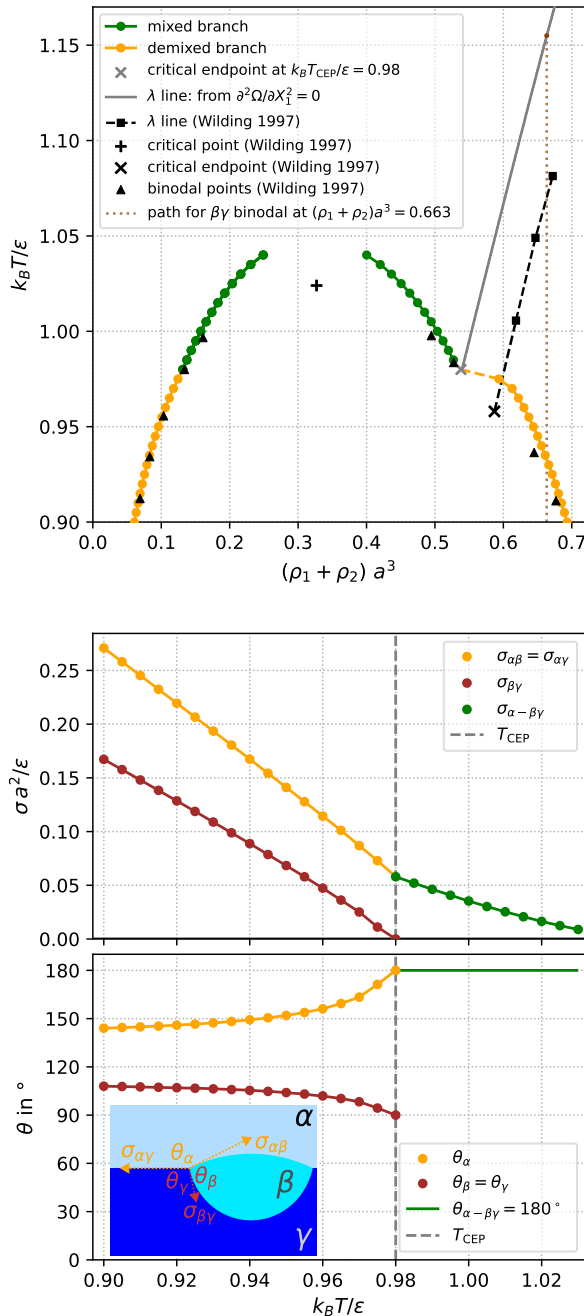 1.15
1.10
1.05
1.00
0.95
0.90
k_BT/ε
mixed branch
demixed branch
critical endpoint at k_BT_CEP/ε = 0.98
λ line: from ∂²Ω/∂X₁² = 0
λ line (Wilding 1997)
critical point (Wilding 1997)
critical endpoint (Wilding 1997)
binodal points (Wilding 1997)
path for βγ binodal at (ρ₁ + ρ₂)a³ = 0.663
0.0 0.1 0.2 0.3 0.4 0.5 0.6 0.7
(ρ₁ + ρ₂) a³
0.25
0.20
0.15
0.10
0.05
0.00
σ a²/ε
σ_αβ = σ_αγ
σ_βγ
σ_α−βγ
T_CEP
180
150
120
90
60
30
0
θ in °
α
σ_αγ
θ_α
σ_αβ
θ_γ
θ_β
β
σ_βγ
γ
θ_α
θ_β = θ_γ
θ_α−βγ = 180°
T_CEP
0.90 0.92 0.94 0.96 0.98 1.00 1.02
k_BT/ε